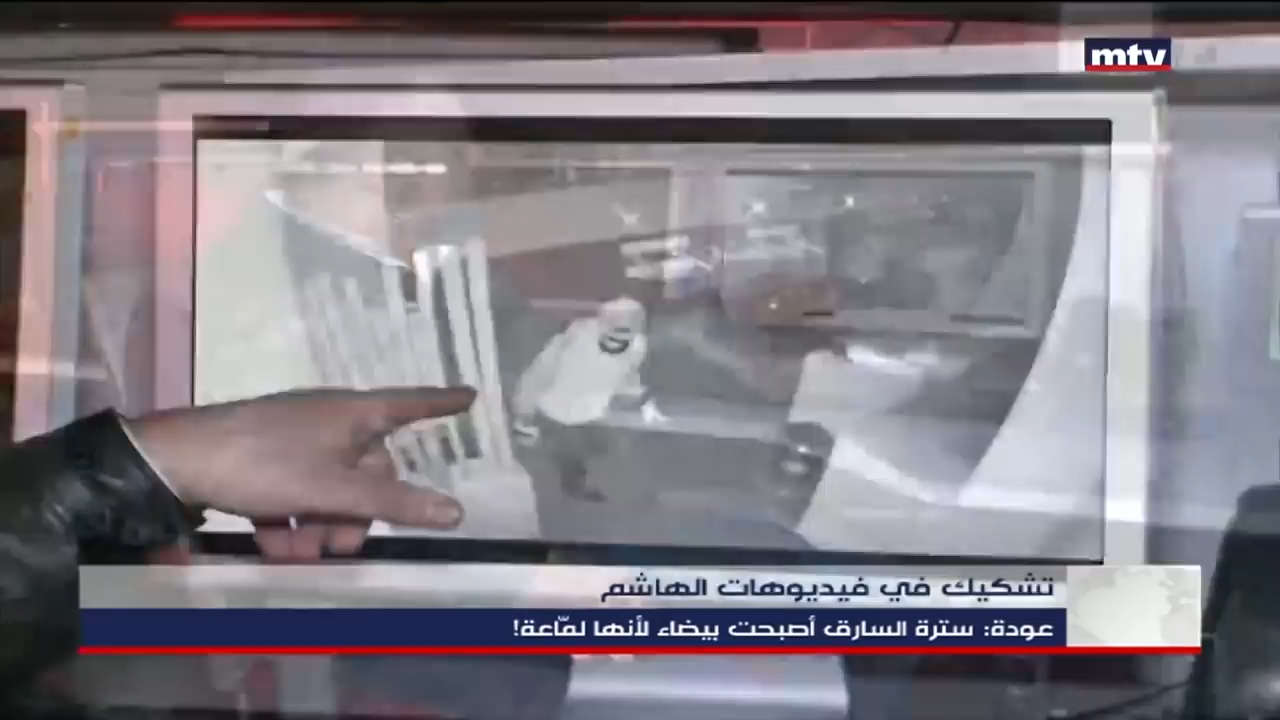 mtv
تشكيك في فيديوهات الهاشم
عودة: سترة السارق أصبحت بيضاء لأنها لمّاعة!